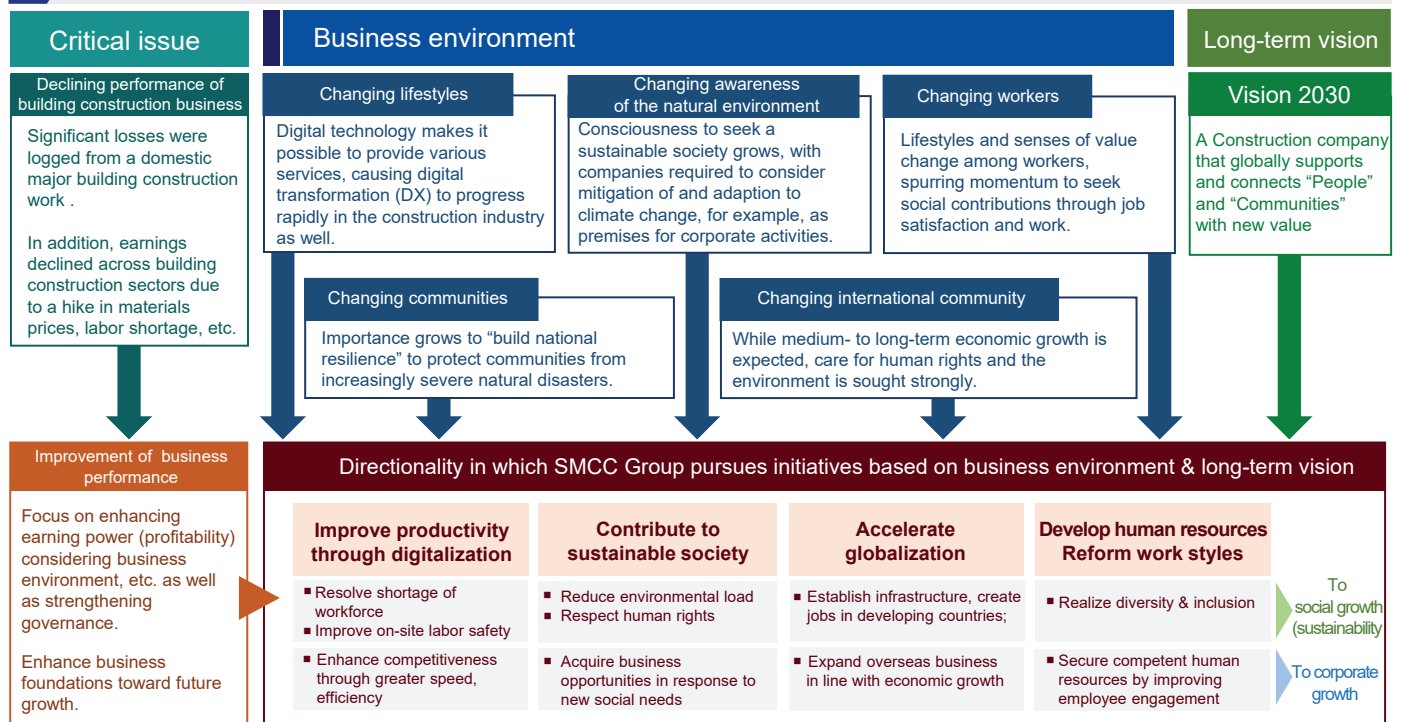 Critical issue
Business environment
Long-term vision
Declining performance of
building construction business
Significant losses were
logged from a domestic
major building construction
work .
In addition, earnings
declined across building
construction sectors due
to a hike in materials
prices, labor shortage, etc.
Changing lifestyles
Digital technology makes it
possible to provide various
services, causing digital
transformation (DX) to progress
rapidly in the construction industry
as well.
Changing awareness
of the natural environment
Consciousness to seek a
sustainable society grows, with
companies required to consider
mitigation of and adaption to
climate change, for example, as
premises for corporate activities.
Changing workers
Lifestyles and senses of value
change among workers,
spurring momentum to seek
social contributions through job
satisfaction and work.
Vision 2030
A Construction company
that globally supports
and connects “People”
and “Communities”
with new value
Changing communities
Importance grows to “build national
resilience” to protect communities from
increasingly severe natural disasters.
Changing international community
While medium- to long-term economic growth is
expected, care for human rights and the
environment is sought strongly.
Improvement of business
performance
Focus on enhancing
earning power (profitability)
considering business
environment, etc. as well
as strengthening
governance.
Enhance business
foundations toward future
growth.
Directionality in which SMCC Group pursues initiatives based on business environment & long-term vision
Improve productivity
through digitalization
▪ Resolve shortage of
workforce
▪ Improve on-site labor safety
▪ Enhance competitiveness
through greater speed,
efficiency
Contribute to
sustainable society
▪ Reduce environmental load
▪ Respect human rights
▪ Acquire business
opportunities in response to
new social needs
Accelerate
globalization
▪ Establish infrastructure, create
jobs in developing countries;
▪ Expand overseas business
in line with economic growth
Develop human resources
Reform work styles
▪ Realize diversity & inclusion
▪ Secure competent human
resources by improving
employee engagement
To
social growth
(sustainability
To corporate
growth